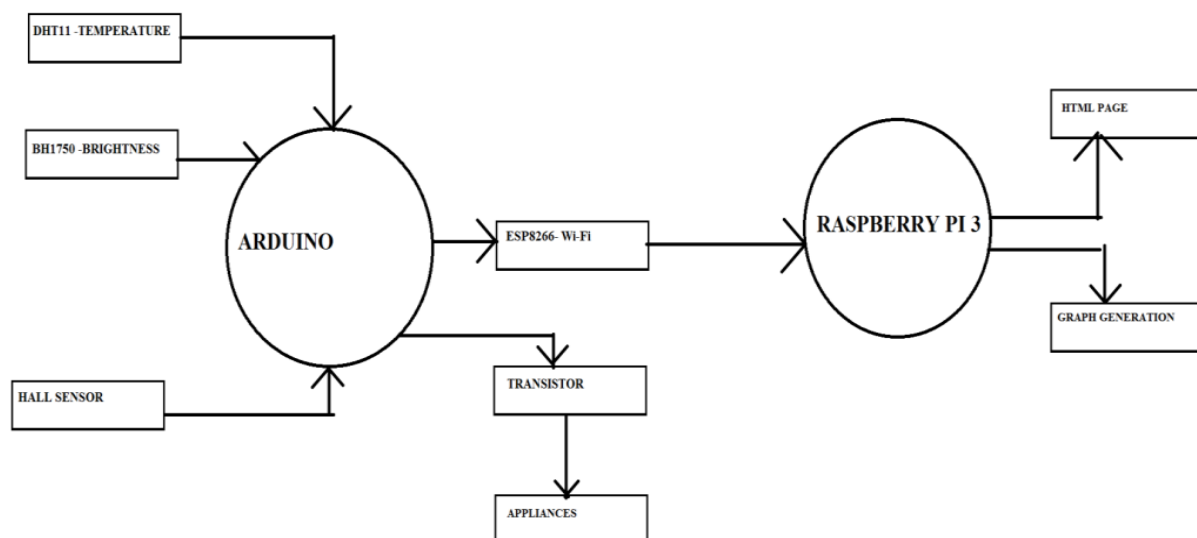 DHT11 -TEMPERATURE
HTML PAGE
BH1750 -BRIGHTNESS
ARDUINO
ESP8266- Wi-Fi
RASPBERRY PI 3
GRAPH GENERATION
HALL SENSOR
TRANSISTOR
APPLIANCES